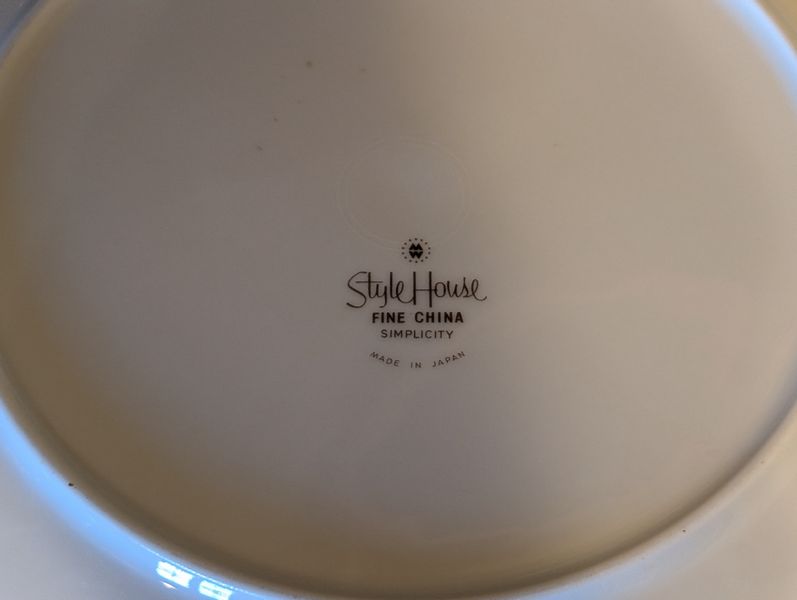 Style House
FINE CHINA
SIMPLICITY
MADE IN JAPAN